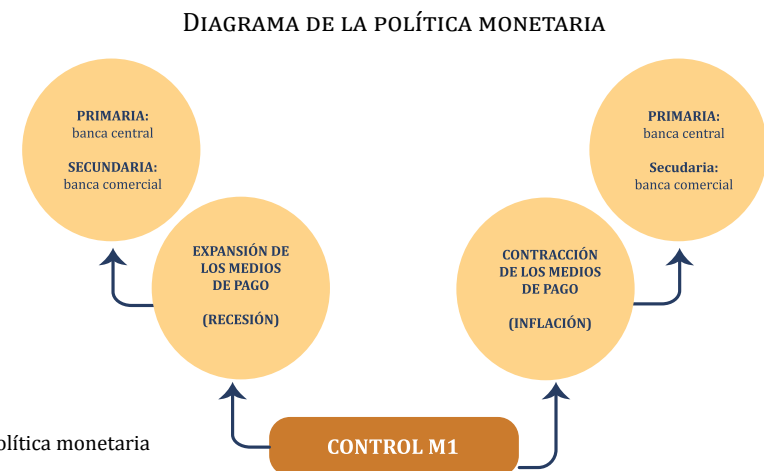 DIAGRAMA DE LA POLÍTICA MONETARIA
PRIMARIA:
banca central
SECUNDARIA:
banca comercial
EXPANSIÓN DE
LOS MEDIOS
DE PAGO
(RECESIÓN)
PRIMARIA:
banca central
Secudaria:
banca comercial
CONTRACCIÓN
DE LOS MEDIOS
DE PAGO
(INFLACIÓN)
olítica monetaria
CONTROL M1